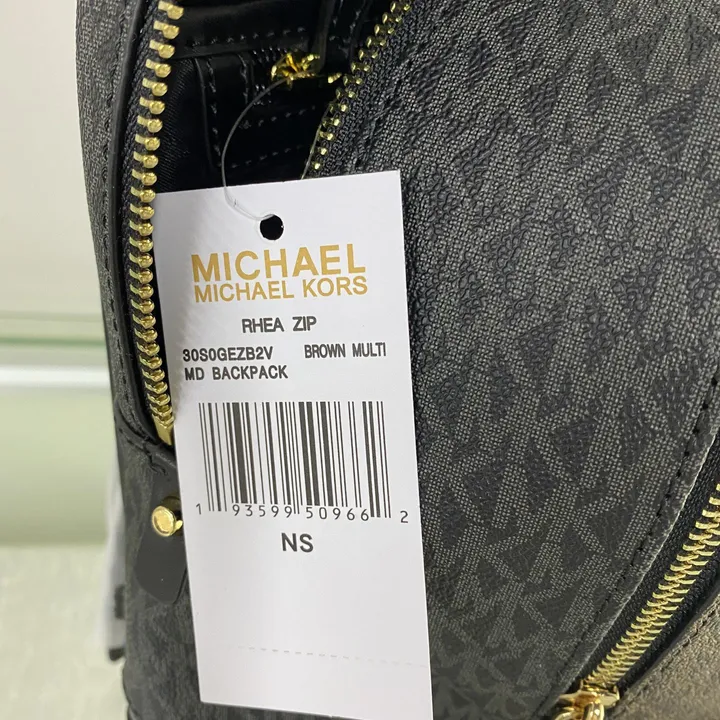 MICHAEL
MICHAEL KORS
RHEA ZIP
30S0GEZB2V BROWN MULTI
MD BACKPACK
1 93599 50966 2
NS